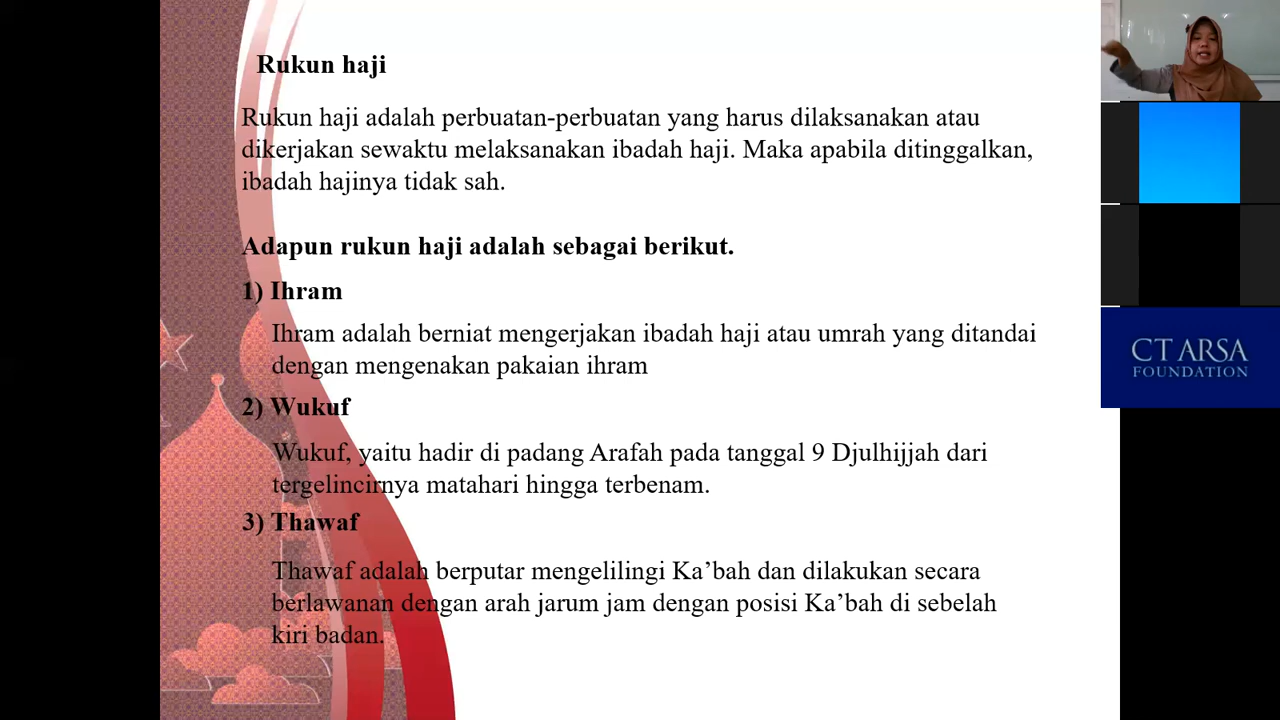 Rukun haji
Rukun haji adalah perbuatan-perbuatan yang harus dilaksanakan atau
dikerjakan sewaktu melaksanakan ibadah haji. Maka apabila ditinggalkan,
ibadah hajinya tidak sah.
Adapun rukun haji adalah sebagai berikut.
1) Ihram
Ihram adalah berniat mengerjakan ibadah haji atau umrah yang ditandai
dengan mengenakan pakaian ihram
2) Wukuf
Wukuf, yaitu hadir di padang Arafah pada tanggal 9 Djulhijjah dari
tergelincirnya matahari hingga terbenam.
3) Thawaf
Thawaf adalah berputar mengelilingi Ka’bah dan dilakukan secara
berlawanan dengan arah jarum jam dengan posisi Ka’bah di sebelah
kiri badan.
CT ARSA
FOUNDATION